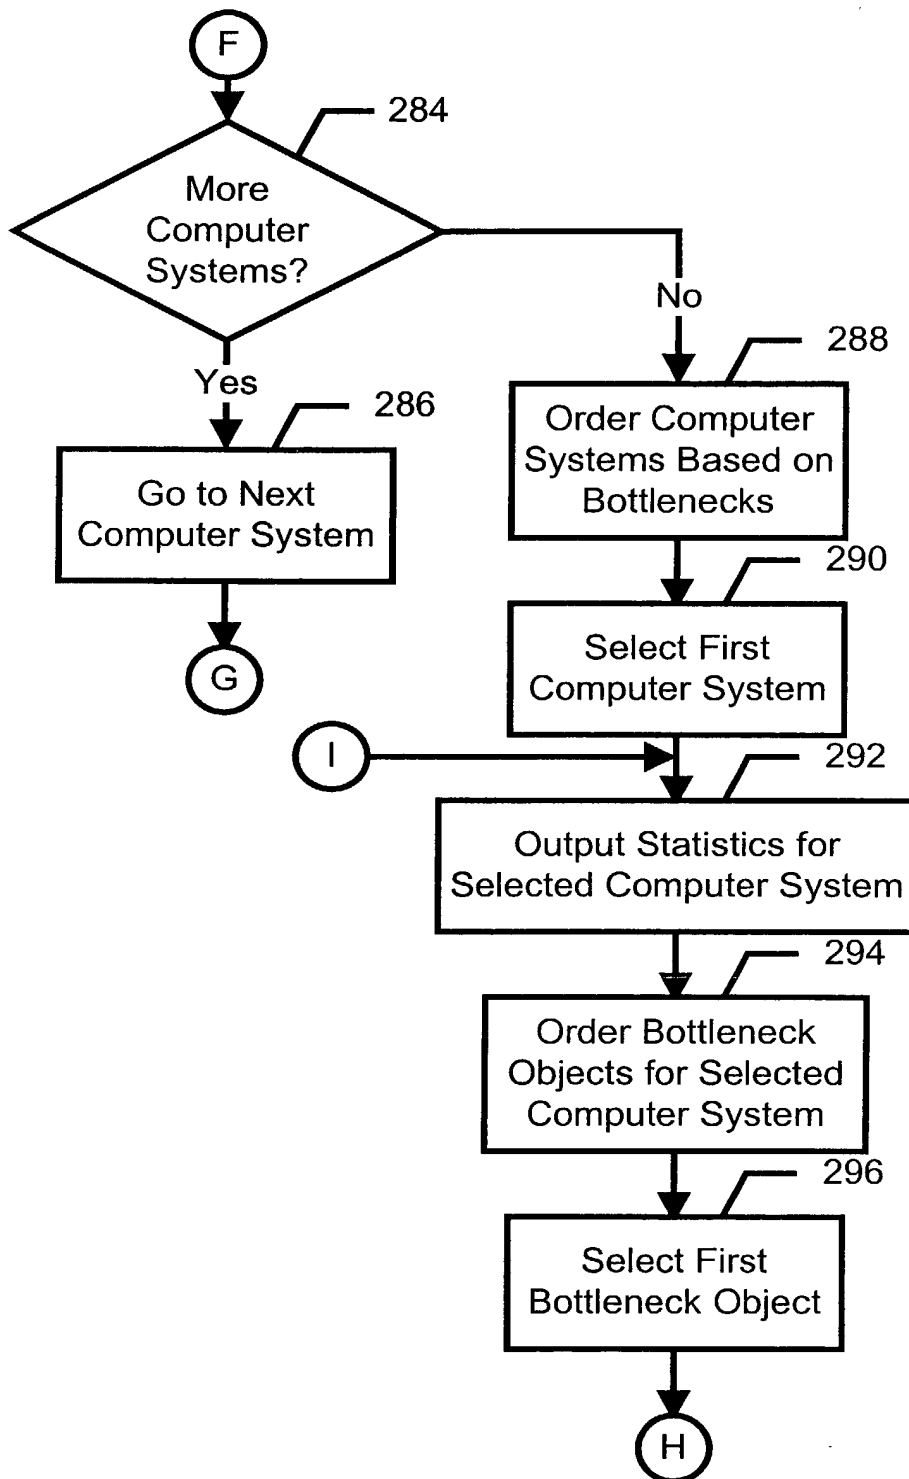 F
284
More
Computer
Systems?
No
288
Yes
286
Order Computer
Systems Based on
Bottlenecks
Go to Next
Computer System
290
Select First
Computer System
G
I
292
Output Statistics for
Selected Computer System
294
Order Bottleneck
Objects for Selected
Computer System
296
Select First
Bottleneck Object
H